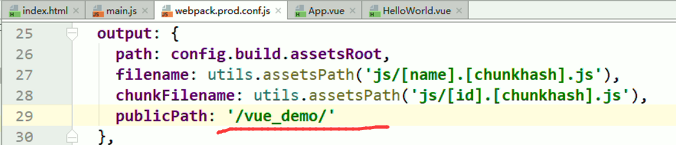 index.html main.js webpack.prod.conf.js App.vue HelloWorld.vue
25 output: {
26 path: config.build.assetsRoot,
27 filename: utils.assetsPath('js/[name].[chunkhash].js'),
28 chunkFilename: utils.assetsPath('js/[id].[chunkhash].js'),
29 publicPath: '/vue_demo/'
30 },